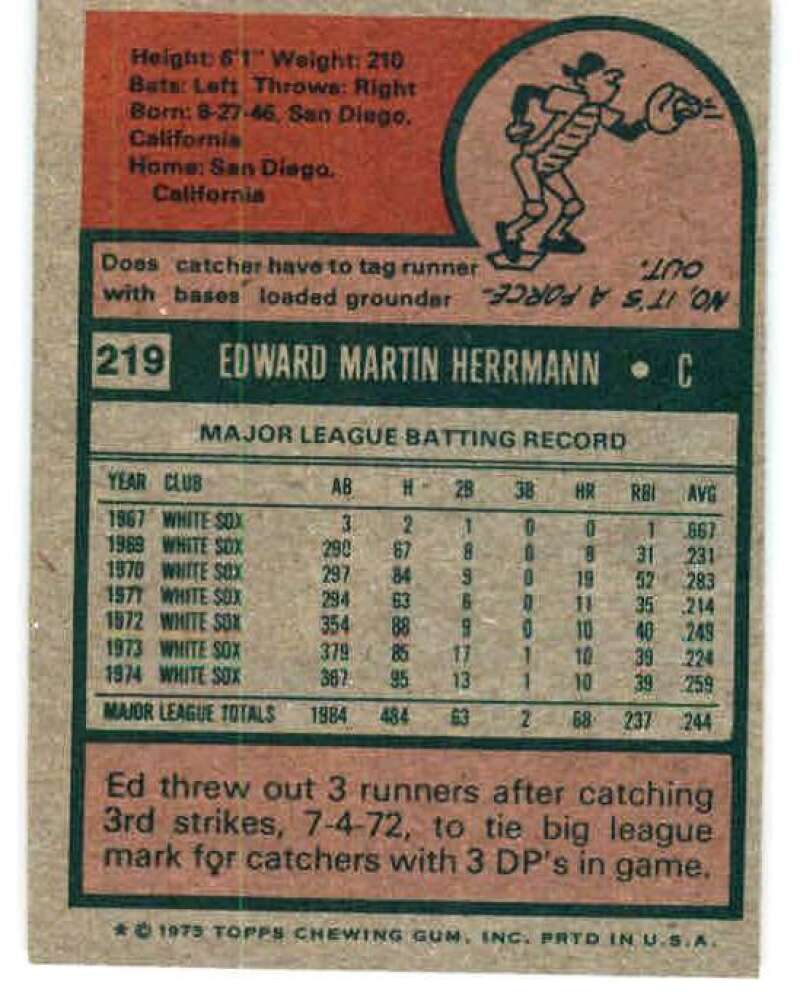 Height: 6'1" Weight: 210
Bats: Left Throws: Right
Born: 8-27-46, San Diego,
California
Home: San Diego,
California
Does catcher have to tag runner
with bases loaded grounder
NO, IT'S A FORCE-
OUT.
219 EDWARD MARTIN HERRMANN • C
MAJOR LEAGUE BATTING RECORD
YEAR CLUB AB H 2B 3B HR RBI AVG
1967 WHITE SOX 3 2 1 0 0 1 .667
1969 WHITE SOX 290 67 8 0 8 31 .231
1970 WHITE SOX 297 84 9 0 19 52 .283
1971 WHITE SOX 294 63 6 0 11 35 .214
1972 WHITE SOX 354 88 9 0 10 40 .249
1973 WHITE SOX 379 85 17 1 10 39 .224
1974 WHITE SOX 367 95 13 1 10 39 .259
MAJOR LEAGUE TOTALS 1984 484 63 2 68 237 .244
Ed threw out 3 runners after catching
3rd strikes, 7-4-72, to tie big league
mark for catchers with 3 DP's in game.
* © 1975 TOPPS CHEWING GUM, INC. PRTD IN U.S.A.